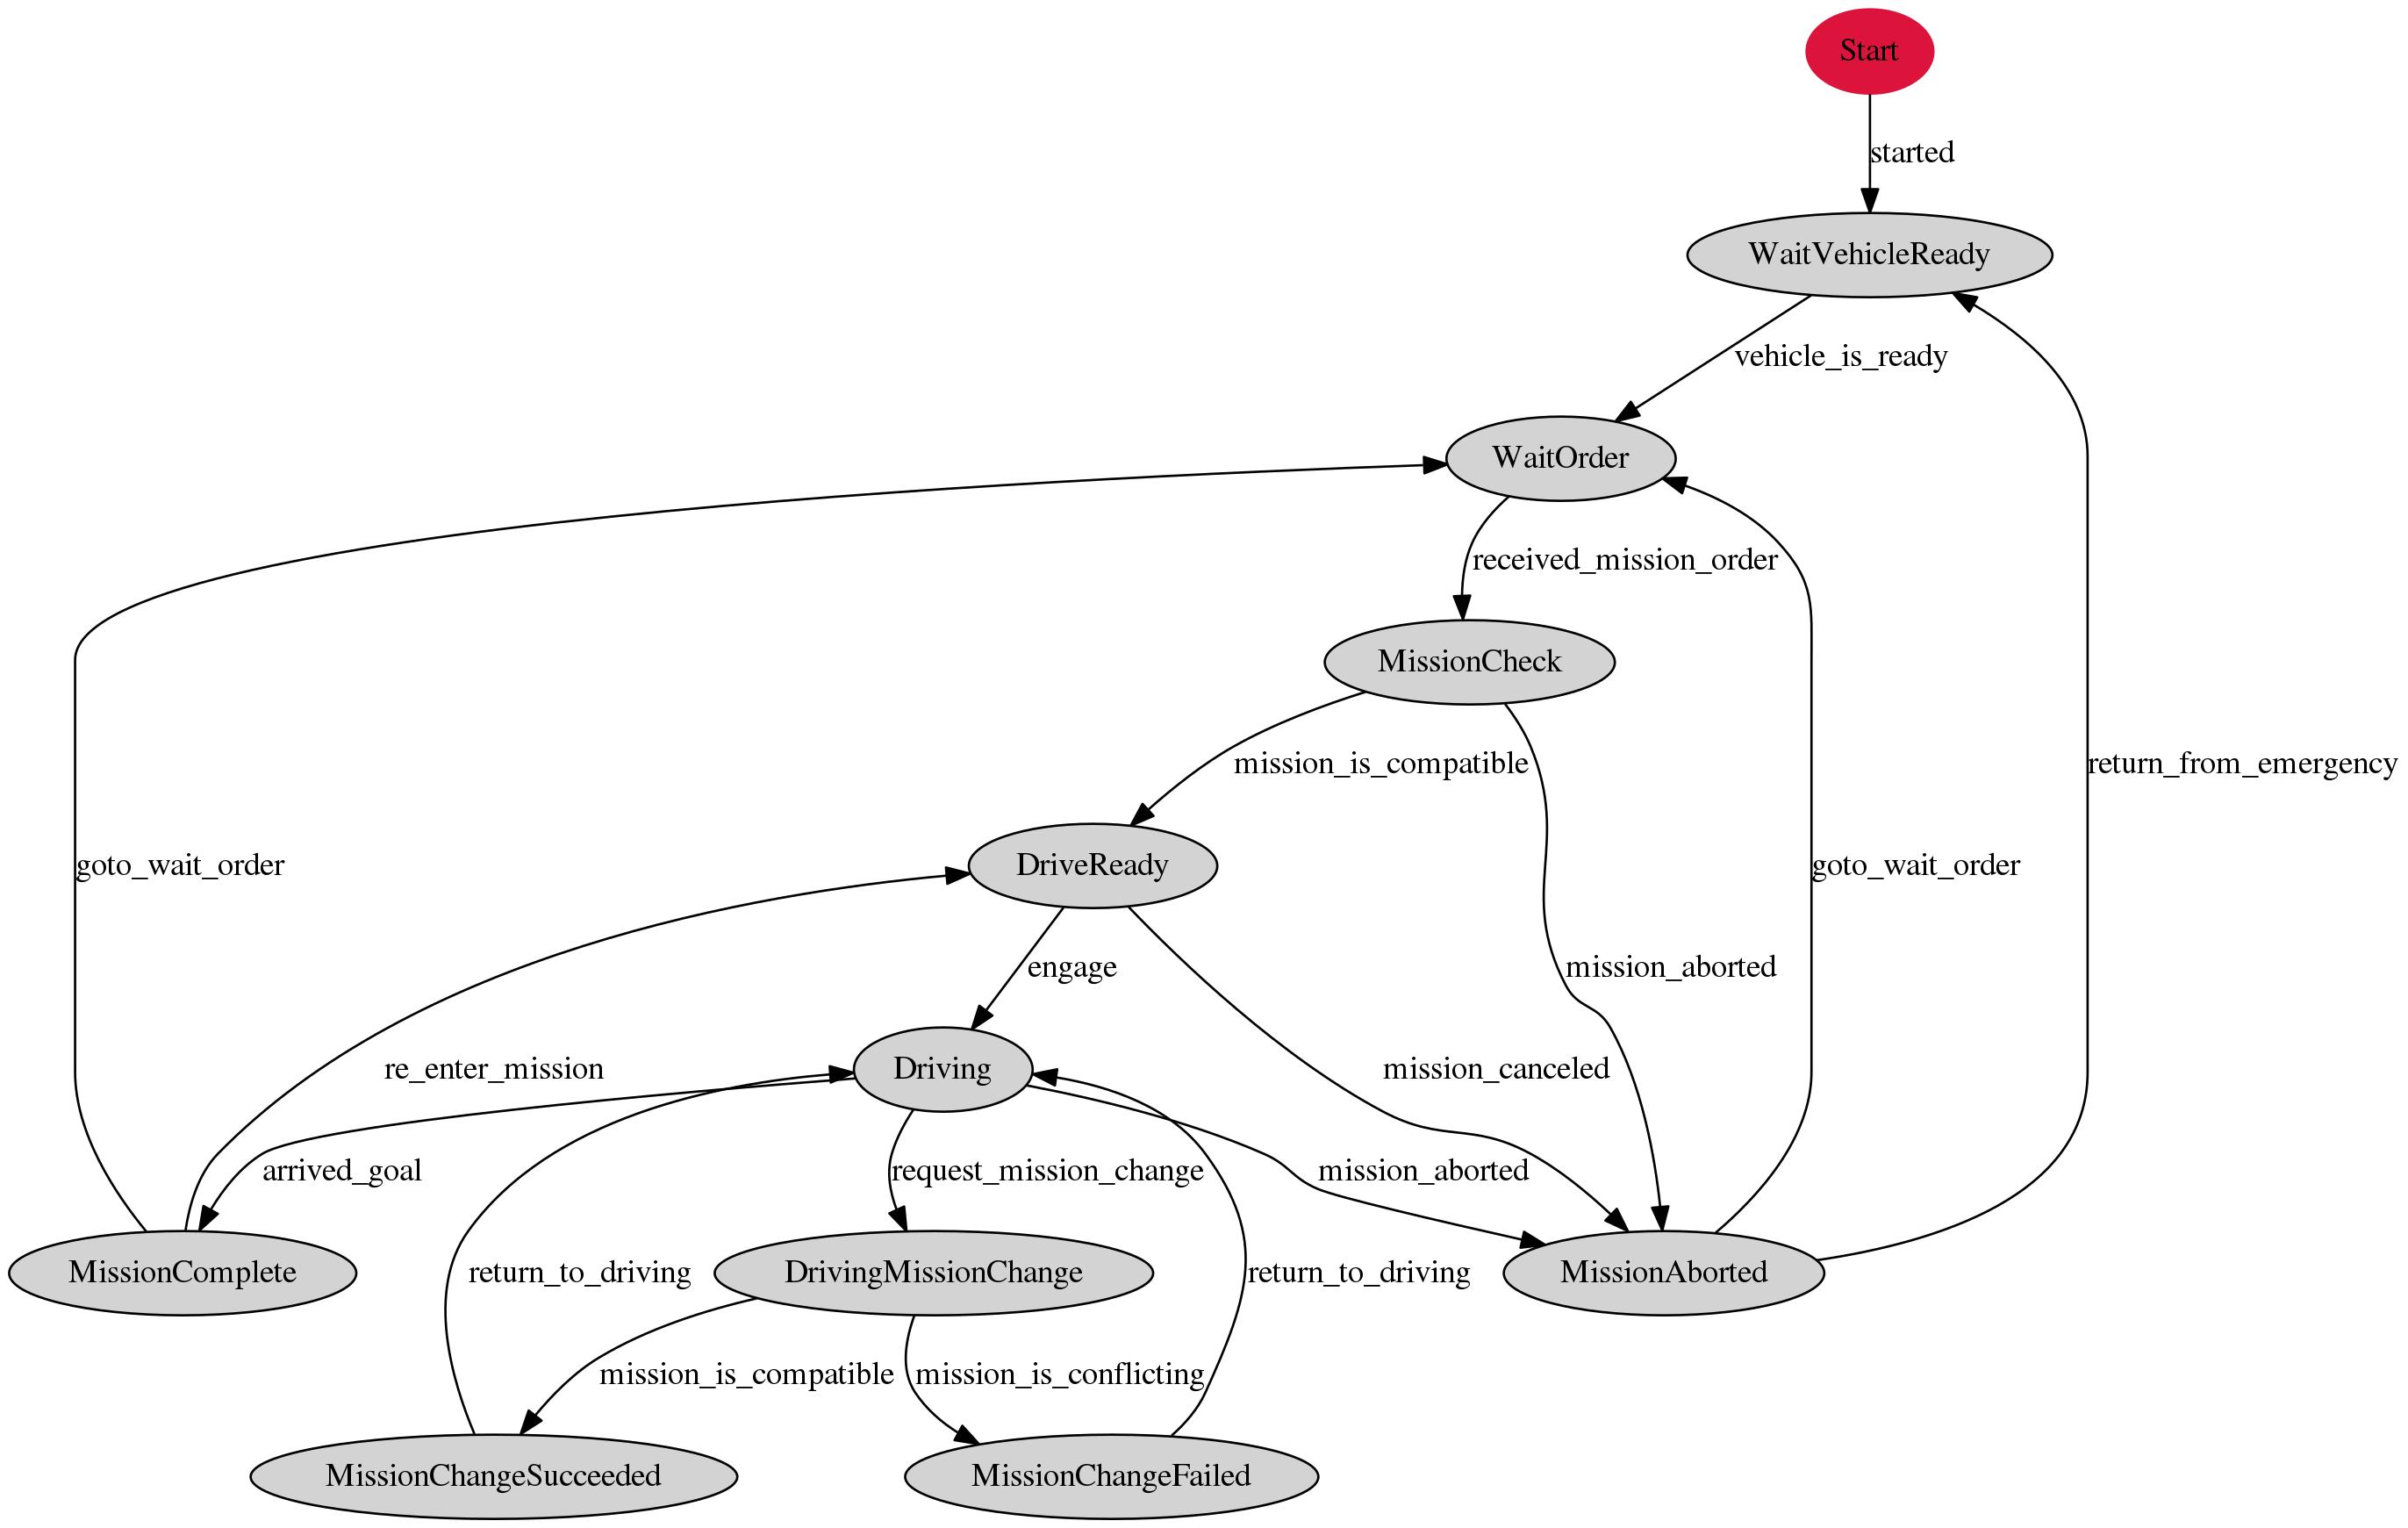 Start
started
WaitVehicleReady
vehicle_is_ready
WaitOrder
received_mission_order
MissionCheck
mission_is_compatible
return_from_emergency
goto_wait_order
DriveReady
goto_wait_order
engage
mission_aborted
re_enter_mission
Driving
mission_canceled
arrived_goal
request_mission_change
mission_aborted
MissionComplete
return_to_driving
DrivingMissionChange
return_to_driving
MissionAborted
mission_is_compatible
mission_is_conflicting
MissionChangeSucceeded
MissionChangeFailed